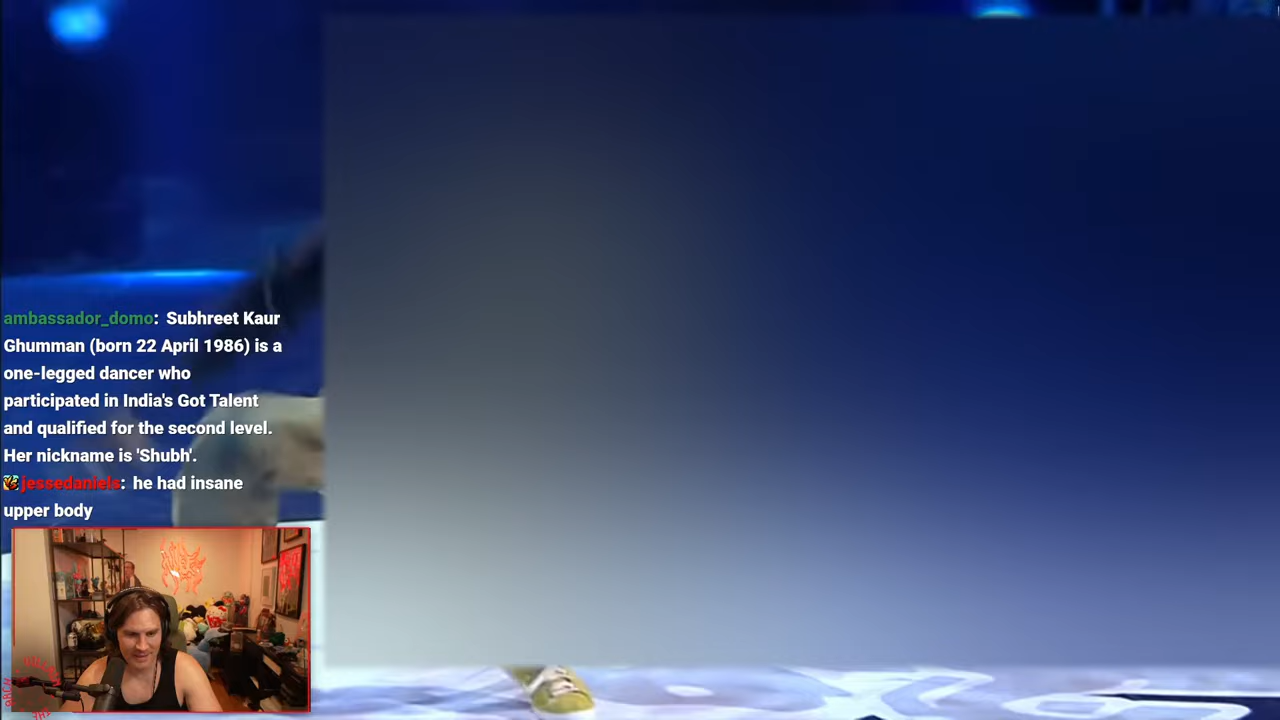 ambassador_domo: Subhreet Kaur
Ghumman (born 22 April 1986) is a
one-legged dancer who
participated in India's Got Talent
and qualified for the second level.
Her nickname is 'Shubh'.
jessedaniels: he had insane
upper body